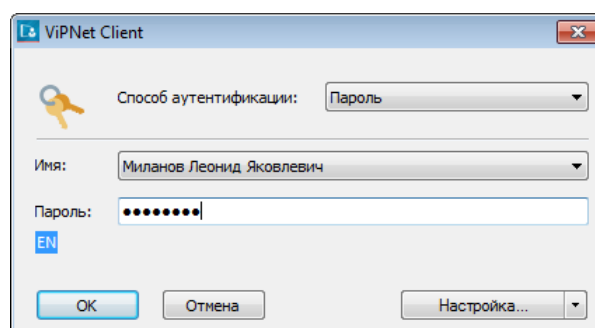 ViPNet Client
Способ аутентификации: Пароль
Имя: Миланов Леонид Яковлевич
Пароль: ••••••••
EN
OK Отмена Настройка...